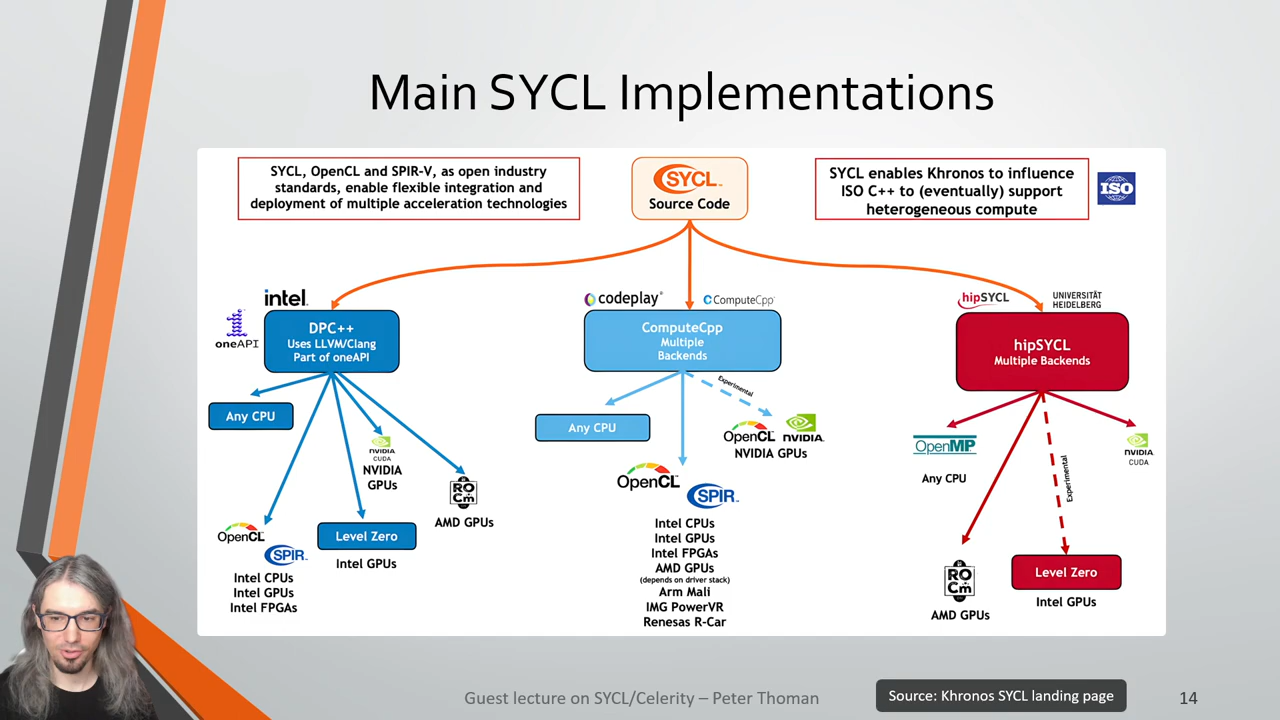 Main SYCL Implementations
SYCL, OpenCL and SPIR-V, as open industry
standards, enable flexible integration and
deployment of multiple acceleration technologies
SYCL™
Source Code
SYCL enables Khronos to influence
ISO C++ to (eventually) support
heterogeneous compute
ISO
intel.
oneAPI
DPC++
Uses LLVM/Clang
Part of oneAPI
Any CPU
OpenCL
SPIR™
Intel CPUs
Intel GPUs
Intel FPGAs
Level Zero
Intel GPUs
NVIDIA
CUDA
NVIDIA
GPUs
ROCm
AMD GPUs
codeplay®
ComputeCpp
ComputeCpp
Multiple
Backends
Any CPU
OpenCL
SPIR™
Intel CPUs
Intel GPUs
Intel FPGAs
AMD GPUs
(depends on driver stack)
Arm Mali
IMG PowerVR
Renesas R-Car
Experimental
OpenCL
NVIDIA.
NVIDIA GPUs
hipSYCL
UNIVERSITÄT
HEIDELBERG
hipSYCL
Multiple Backends
OpenMP
Any CPU
ROCm
AMD GPUs
Experimental
Level Zero
Intel GPUs
NVIDIA
CUDA
Guest lecture on SYCL/Celerity – Peter Thoman
Source: Khronos SYCL landing page
14